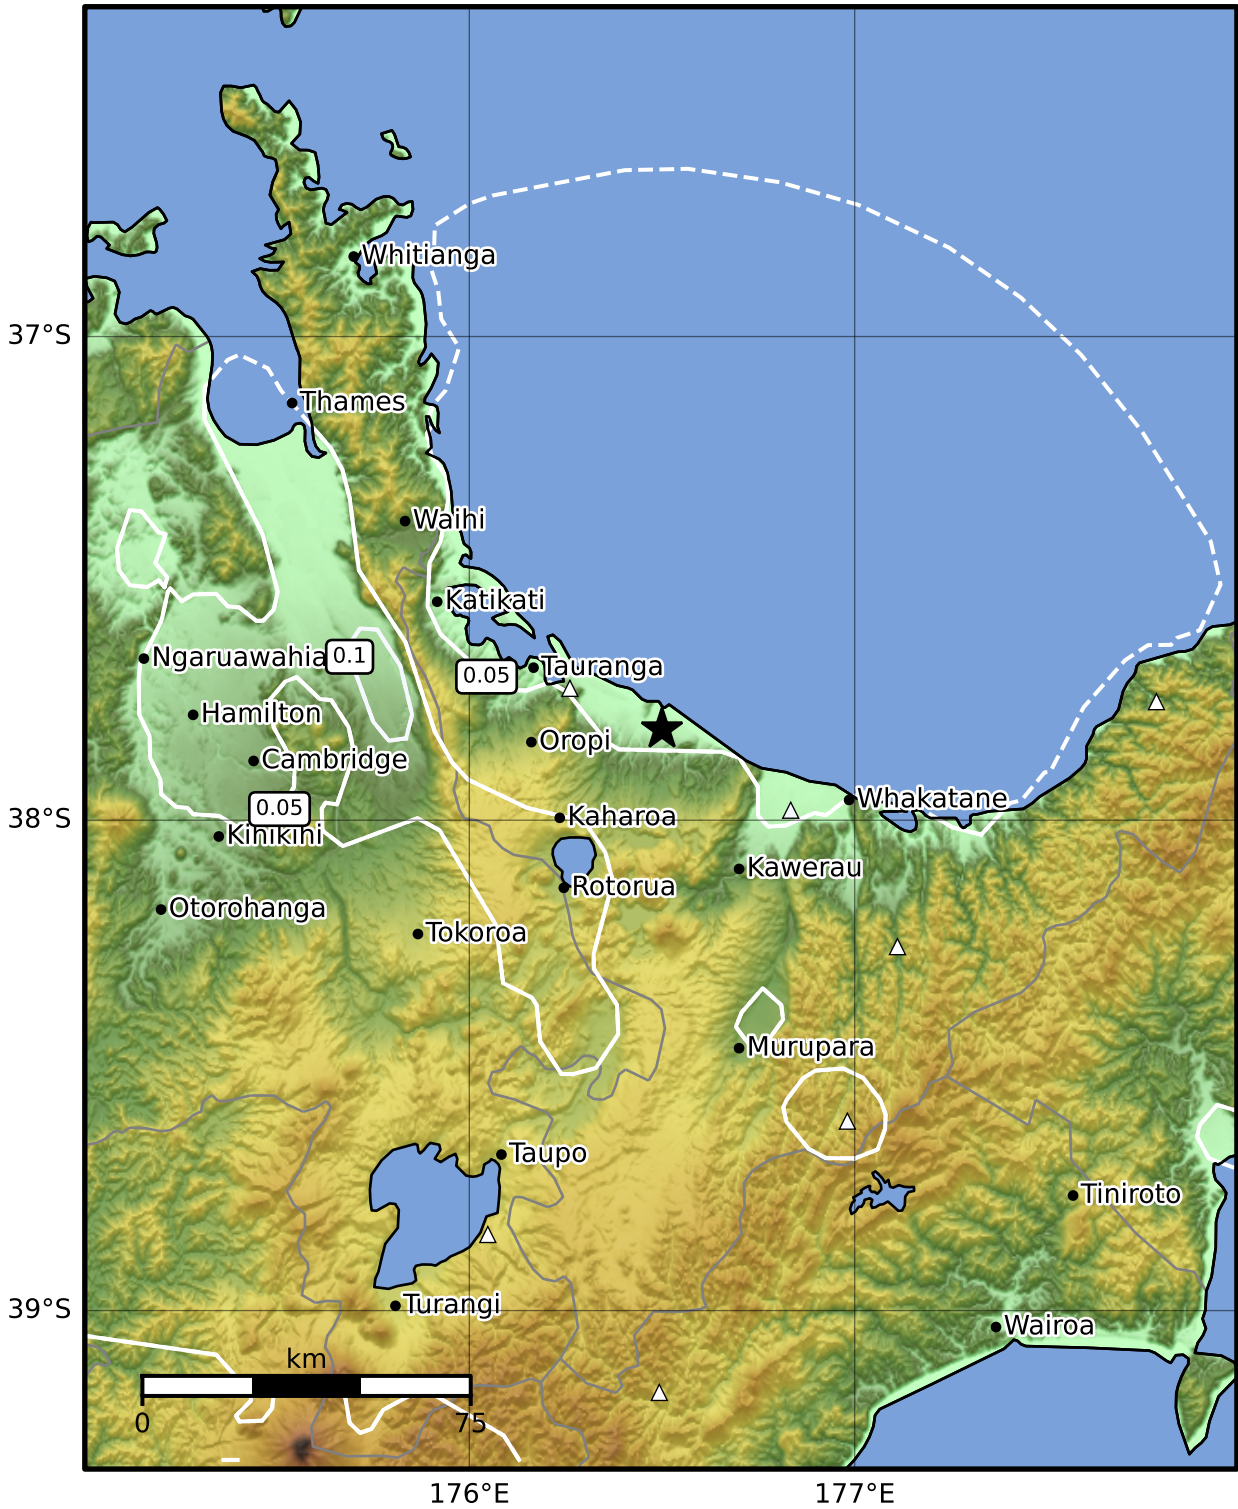 Whitianga
37°S
Thames
Waihi
Katikati
Ngaruawahia
0.1
Tauranga
0.05
Hamilton
Oropi
Cambridge
Whakatane
0.05
Kaharoa
38°S
Kihikihi
Kawerau
Rotorua
Otorohanga
Tokoroa
Murupara
Taupo
Tiniroto
Turangi
39°S
Wairoa
km
0
75
176°E
177°E